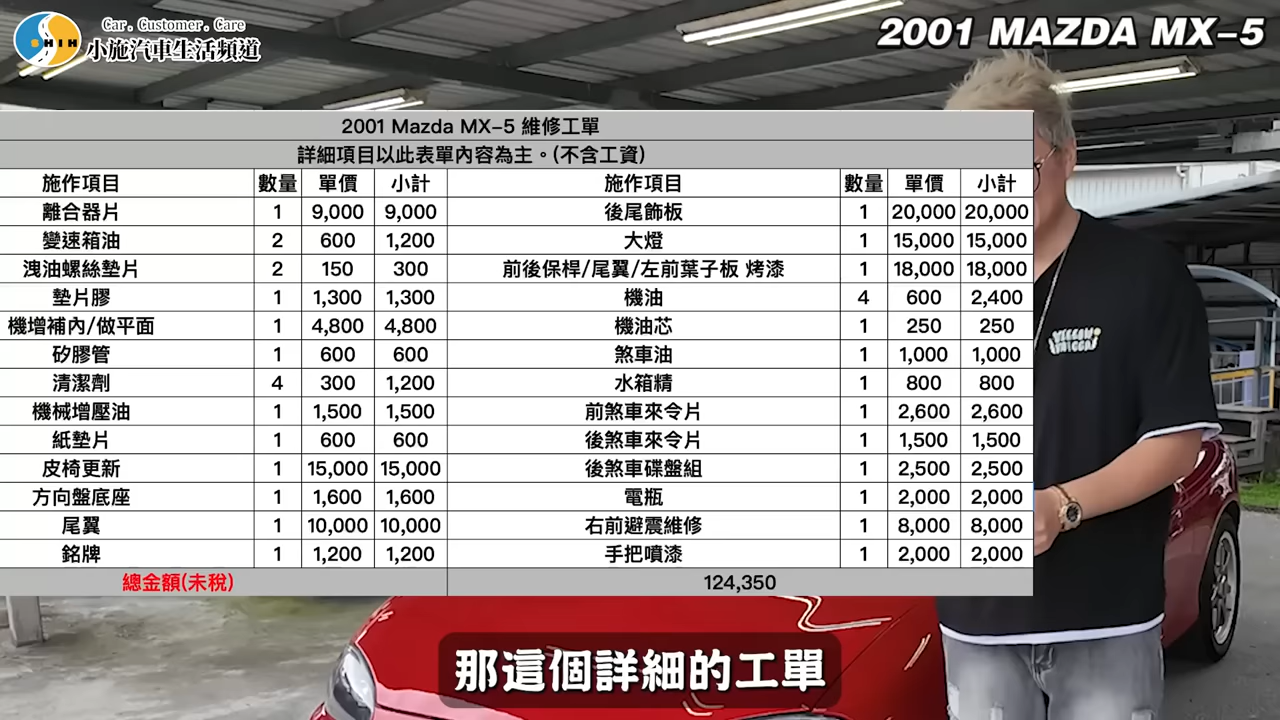 Car. Customer. Care
SHIH
小施汽車生活頻道
2001 MAZDA MX-5
2001 Mazda MX-5 維修工單
詳細項目以此表單內容為主。(不含工資)
施作項目 數量 單價 小計 施作項目 數量 單價 小計
離合器片 1 9,000 9,000 後尾飾板 1 20,000 20,000
變速箱油 2 600 1,200 大燈 1 15,000 15,000
洩油螺絲墊片 2 150 300 前後保桿/尾翼/左前葉子板 烤漆 1 18,000 18,000
墊片膠 1 1,300 1,300 機油 4 600 2,400
機增補內/做平面 1 4,800 4,800 機油芯 1 250 250
矽膠管 1 600 600 煞車油 1 1,000 1,000
清潔劑 4 300 1,200 水箱精 1 800 800
機械增壓油 1 1,500 1,500 前煞車來令片 1 2,600 2,600
紙墊片 1 600 600 後煞車來令片 1 1,500 1,500
皮椅更新 1 15,000 15,000 後煞車碟盤組 1 2,500 2,500
方向盤底座 1 1,600 1,600 電瓶 1 2,000 2,000
尾翼 1 10,000 10,000 右前避震維修 1 8,000 8,000
銘牌 1 1,200 1,200 手把噴漆 1 2,000 2,000
總金額(未稅) 124,350
那這個詳細的工單